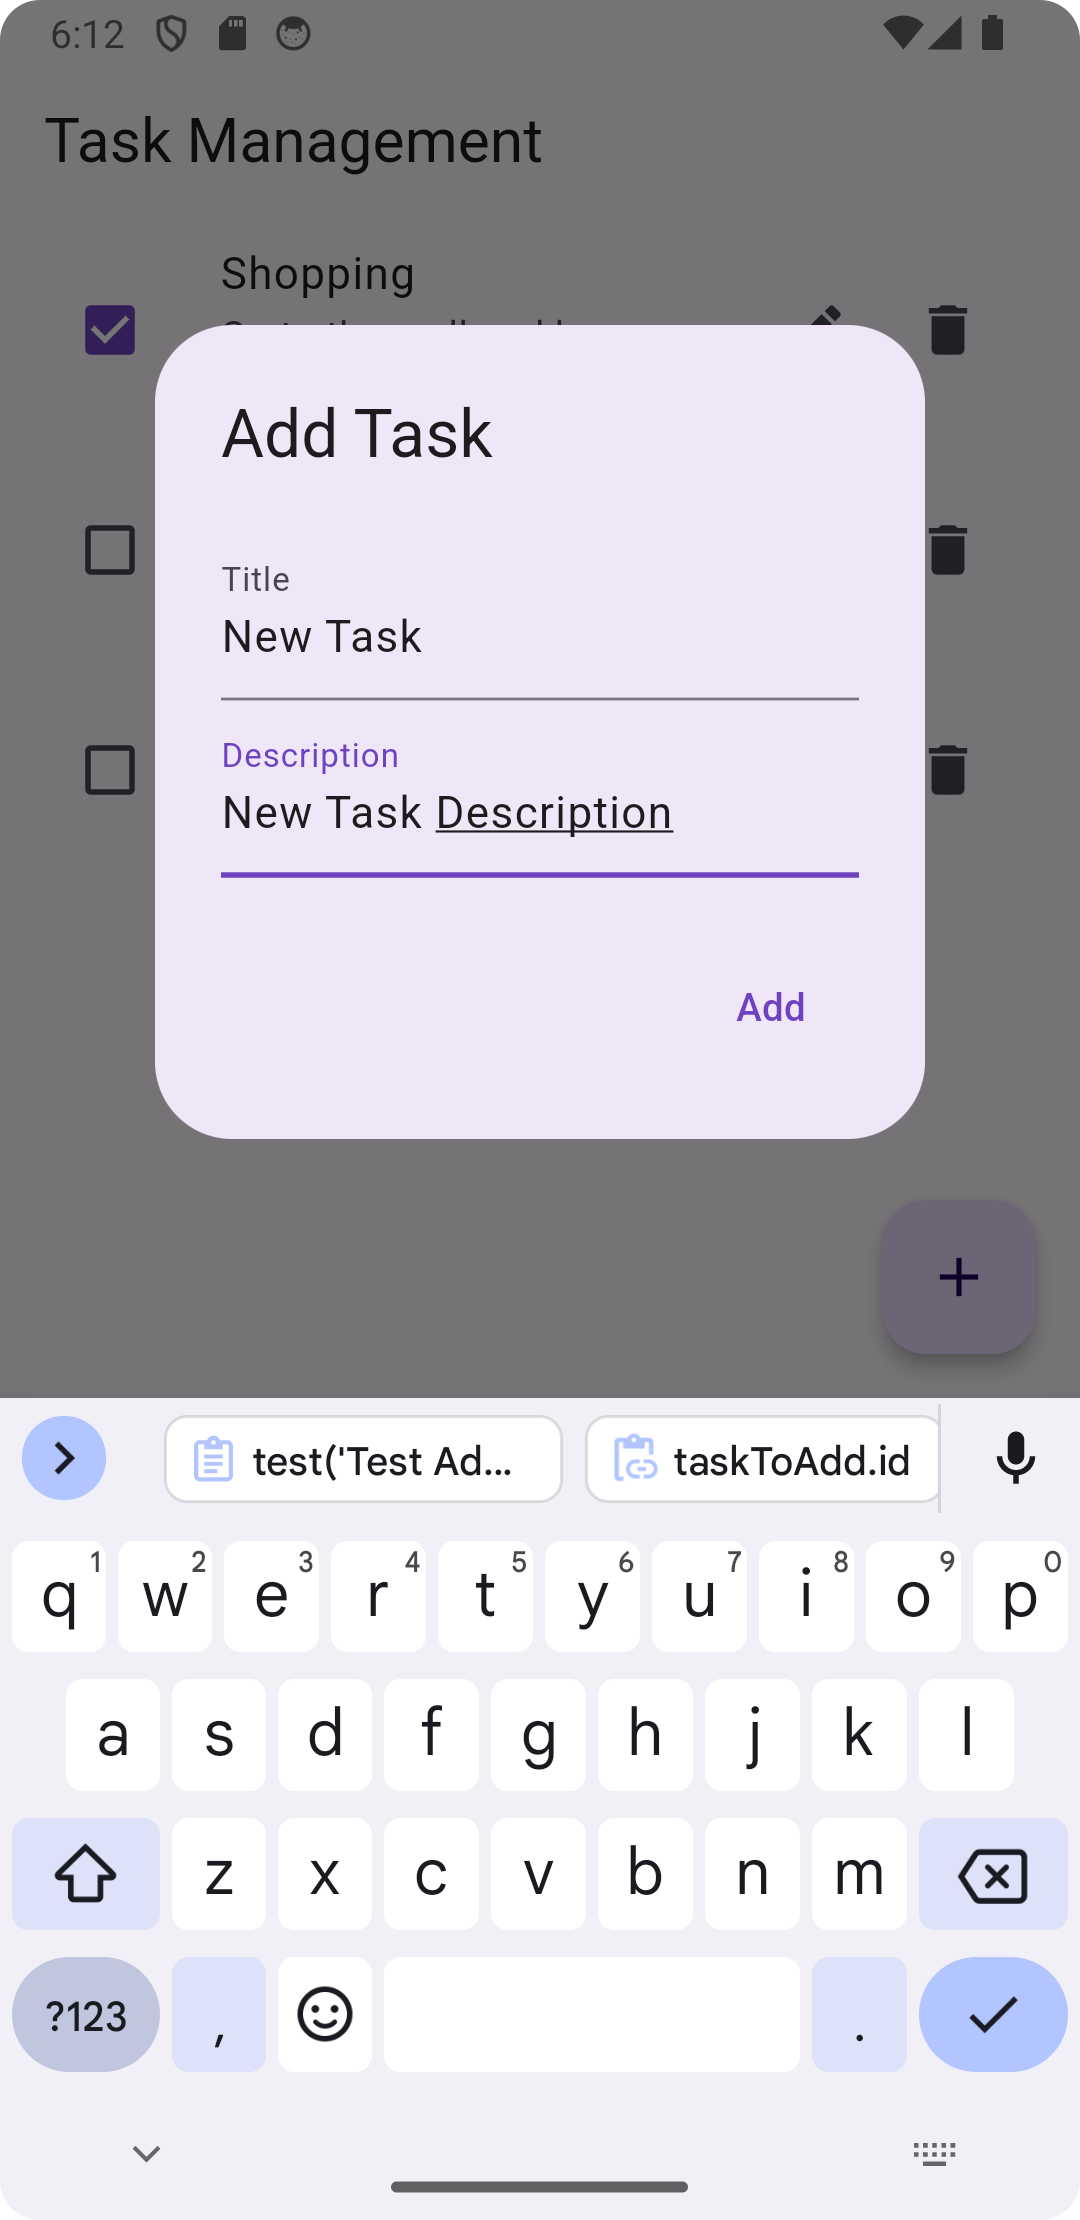 6:12
Task Management
Shopping
Add Task
Title
New Task
Description
New Task Description
Add
test('Test Ad...
taskToAdd.id
1 2 3 4 5 6 7 8 9 0
q w e r t y u i o p
a s d f g h j k l
z x c v b n m
?123 , .